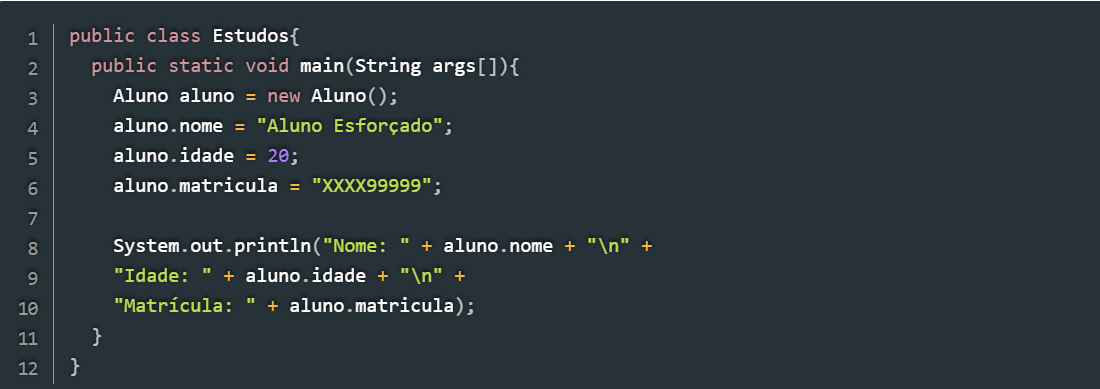 1 public class Estudos{
2 public static void main(String args[]){
3 Aluno aluno = new Aluno();
4 aluno.nome = "Aluno Esforçado";
5 aluno.idade = 20;
6 aluno.matricula = "XXXX99999";
7
8 System.out.println("Nome: " + aluno.nome + "\n" +
9 "Idade: " + aluno.idade + "\n" +
10 "Matrícula: " + aluno.matricula);
11 }
12 }